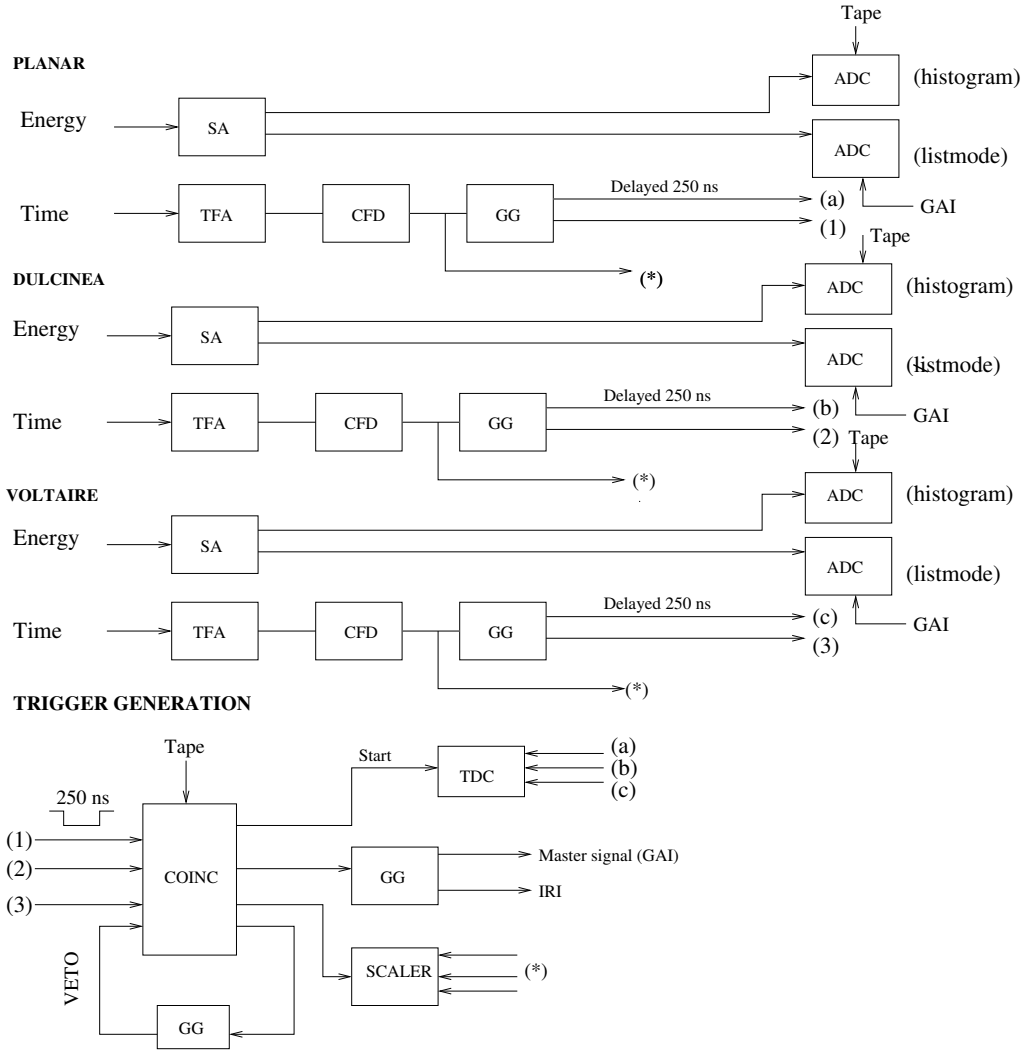 Tape
PLANAR
ADC
(histogram)
Energy
SA
ADC
(listmode)
Delayed 250 ns
(a)
Time
TFA
CFD
GG
GAI
(1)
Tape
(*)
DULCINEA
ADC
(histogram)
Energy
SA
ADC
(listmode)
Delayed 250 ns
(b)
Time
TFA
CFD
GG
GAI
(2)
Tape
(*)
VOLTAIRE
ADC
(histogram)
Energy
SA
ADC
(listmode)
Delayed 250 ns
(c)
Time
TFA
CFD
GG
GAI
(3)
(*)
TRIGGER GENERATION
Tape
Start
(a)
TDC
(b)
(c)
250 ns
(1)
(2)
COINC
GG
Master signal (GAI)
IRI
(3)
VETO
SCALER
(*)
GG